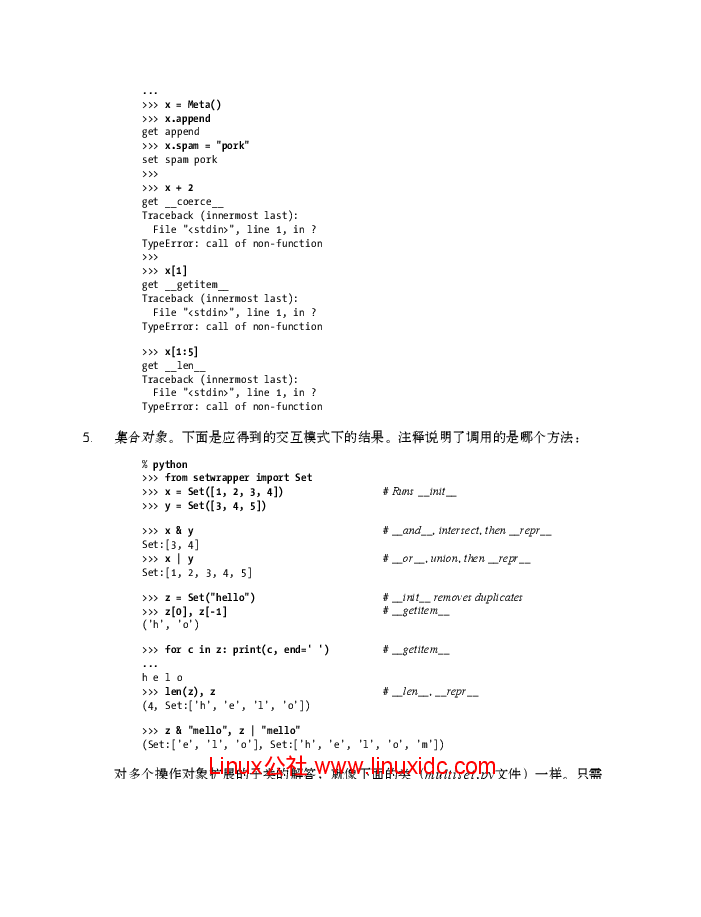 ...
>>> x = Meta()
>>> x.append
get append
>>> x.spam = "pork"
set spam pork
>>>
>>> x + 2
get __coerce__
Traceback (innermost last):
  File "<stdin>", line 1, in ?
TypeError: call of non-function
>>>
>>> x[1]
get __getitem__
Traceback (innermost last):
  File "<stdin>", line 1, in ?
TypeError: call of non-function
>>> x[1:5]
get __len__
Traceback (innermost last):
  File "<stdin>", line 1, in ?
TypeError: call of non-function
5. 集合对象。下面是应得到的交互模式下的结果。注释说明了调用的是哪个方法：
% python
>>> from setwrapper import Set
>>> x = Set([1, 2, 3, 4]) # Runs __init__
>>> y = Set([3, 4, 5])
>>> x & y # __and__, intersect, then __repr__
Set:[3, 4]
>>> x | y # __or__, union, then __repr__
Set:[1, 2, 3, 4, 5]
>>> z = Set("hello") # __init__ removes duplicates
>>> z[0], z[-1] # __getitem__
('h', 'o')
>>> for c in z: print(c, end=' ') # __getitem__
...
h e l o
>>> len(z), z # __len__, __repr__
(4, Set:['h', 'e', 'l', 'o'])
>>> z & "mello", z | "mello"
(Set:['e', 'l', 'o'], Set:['h', 'e', 'l', 'o', 'm'])
对多个操作对象扩展的子类的解答，就像下面的类（multiset.py文件）一样。只需
Linux公社 www.linuxidc.com